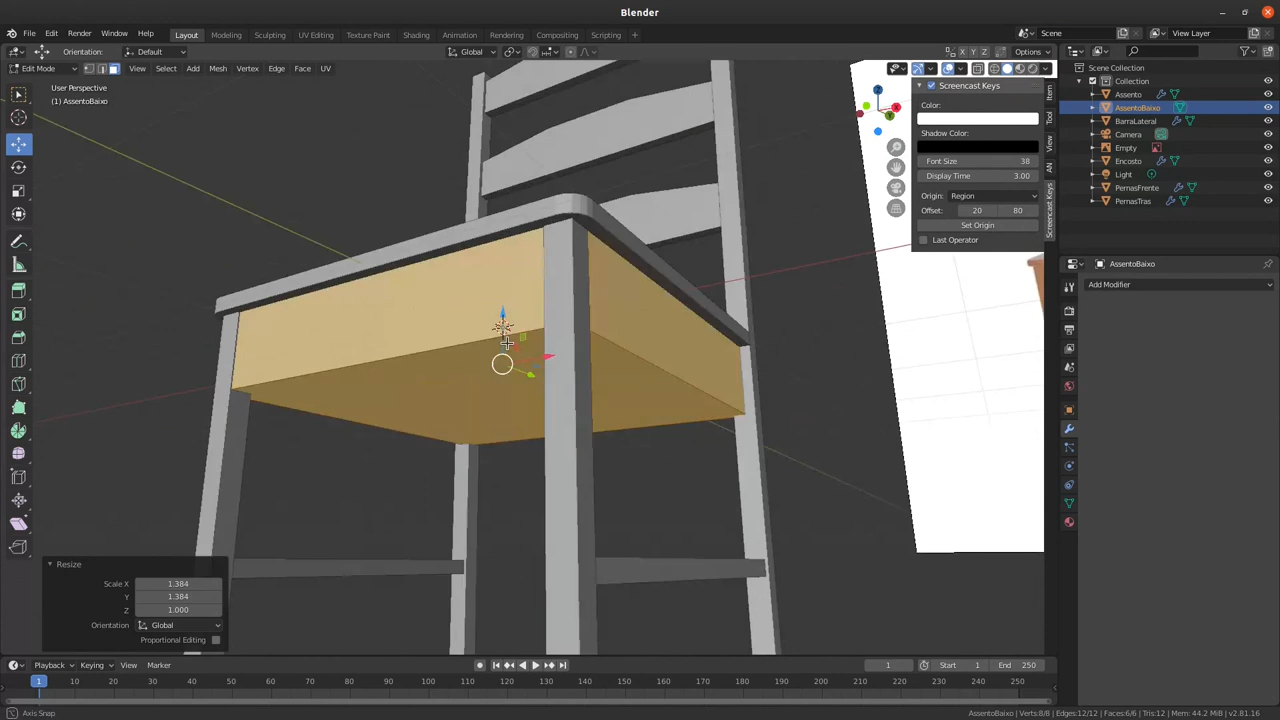 Blender
File Edit Render Window Help Layout Modeling Sculpting UV Editing Texture Paint Shading Animation Rendering Compositing Scripting + Scene View Layer
Orientation: Default Global X Y Z Options
Edit Mode View Select Add Mesh Vertex Edge Face UV
User Perspective
(1) AssentoBaixo
Z
X
Y
Screencast Keys
Color:
Shadow Color:
Font Size 38
Display Time 3.00
Origin: Region
Offset: 20 80
Set Origin
Last Operator
Item
Tool
View
AN
Screencast Keys
Scene Collection
Collection
Assento
AssentoBaixo
BarraLateral
Camera
Empty
Encosto
Light
PernasFrente
PernasTras
AssentoBaixo
Add Modifier
Resize
Scale X 1.384
Y 1.384
Z 1.000
Orientation Global
Proportional Editing
Playback Keying View Marker 1 Start 1 End 250
1 10 20 30 40 50 60 70 80 90 100 110 120 130 140 150 160 170 180 190 200 210 220 230 240 250
Axis Snap AssentoBaixo | Verts:8/8 | Edges:12/12 | Faces:6/6 | Tris:12 | Mem: 44.2 MiB | v2.81.16